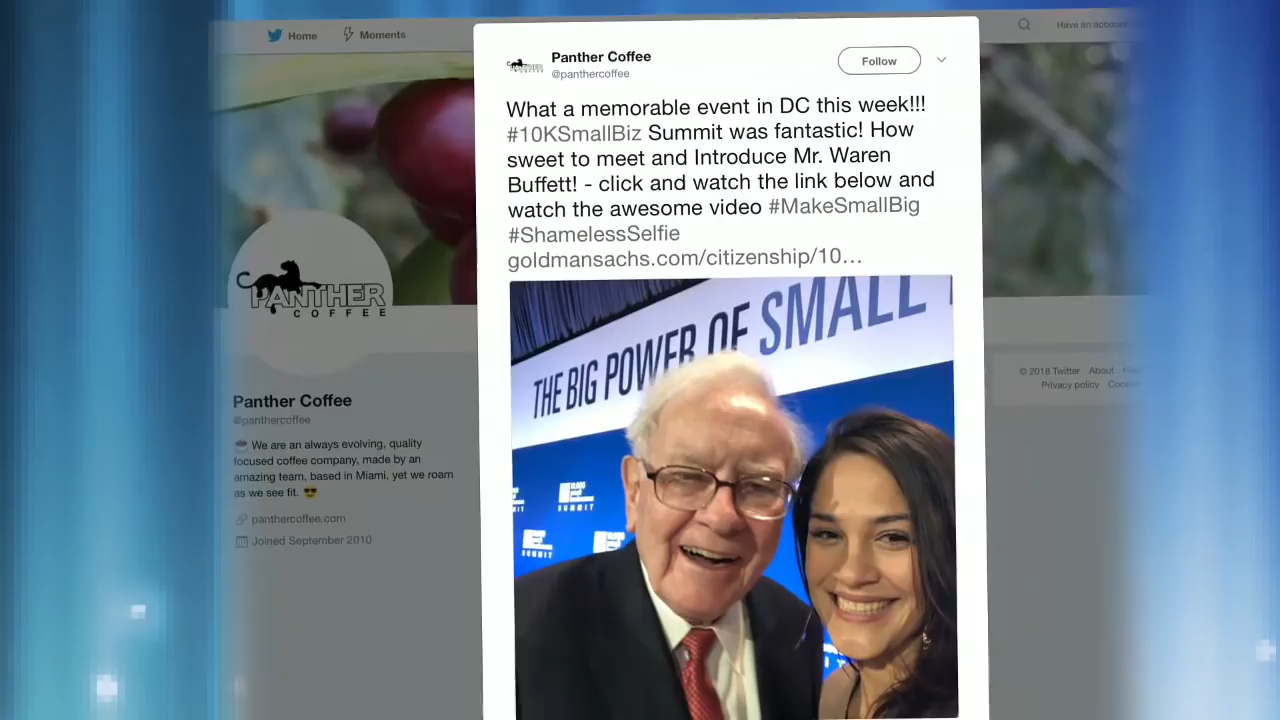 Home
Moments
Have an account
Panther Coffee
@panthercoffee
Follow
What a memorable event in DC this week!!!
#10KSmallBiz Summit was fantastic! How
sweet to meet and Introduce Mr. Waren
Buffett! - click and watch the link below and
watch the awesome video #MakeSmallBig
#ShamelessSelfie
goldmansachs.com/citizenship/10...
THE BIG POWER OF SMALL
SUMMIT
SUMMIT
PANTHER
COFFEE
Panther Coffee
@panthercoffee
We are an always evolving, quality
focused coffee company, made by an
amazing team, based in Miami, yet we roam
as we see fit.
panthercoffee.com
Joined September 2010
© 2018 Twitter About
Privacy policy